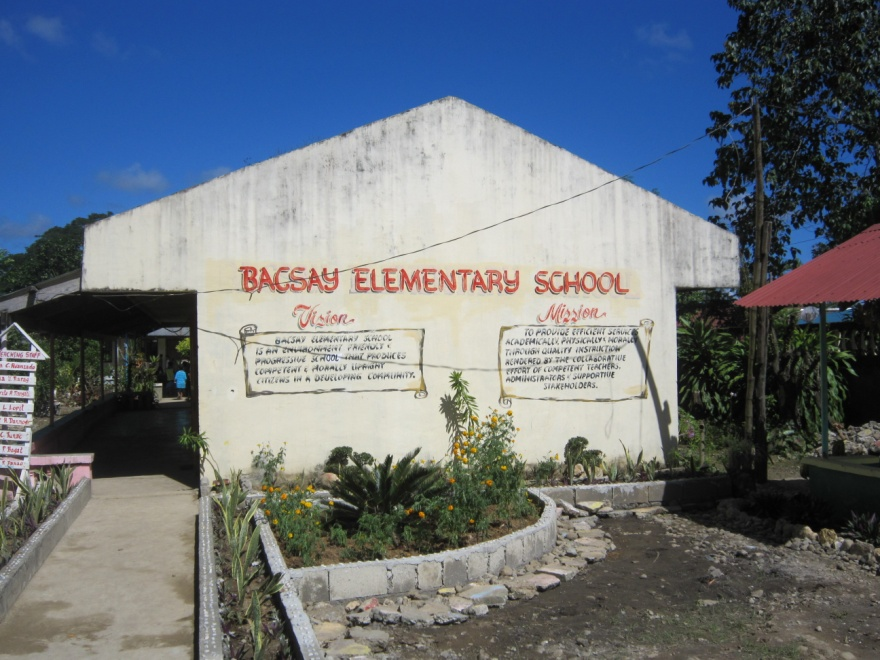 BACSAY ELEMENTARY SCHOOL
Vision
BACSAY ELEMENTARY SCHOOL
IS AN ENVIRONMENT FRIENDLY &
PROGRESSIVE SCHOOL THAT PRODUCES
COMPETENT & MORALLY UPRIGHT
CITIZENS IN A DEVELOPING COMMUNITY.
Mission
TO PROVIDE EFFICIENT SERVICE
ACADEMICALLY, PHYSICALLY & MORALLY
THROUGH QUALITY INSTRUCTION
RENDERED BY THE COLLABORATIVE
EFFORT OF COMPETENT TEACHERS,
ADMINISTRATORS & SUPPORTIVE
STAKEHOLDERS.
STAFF